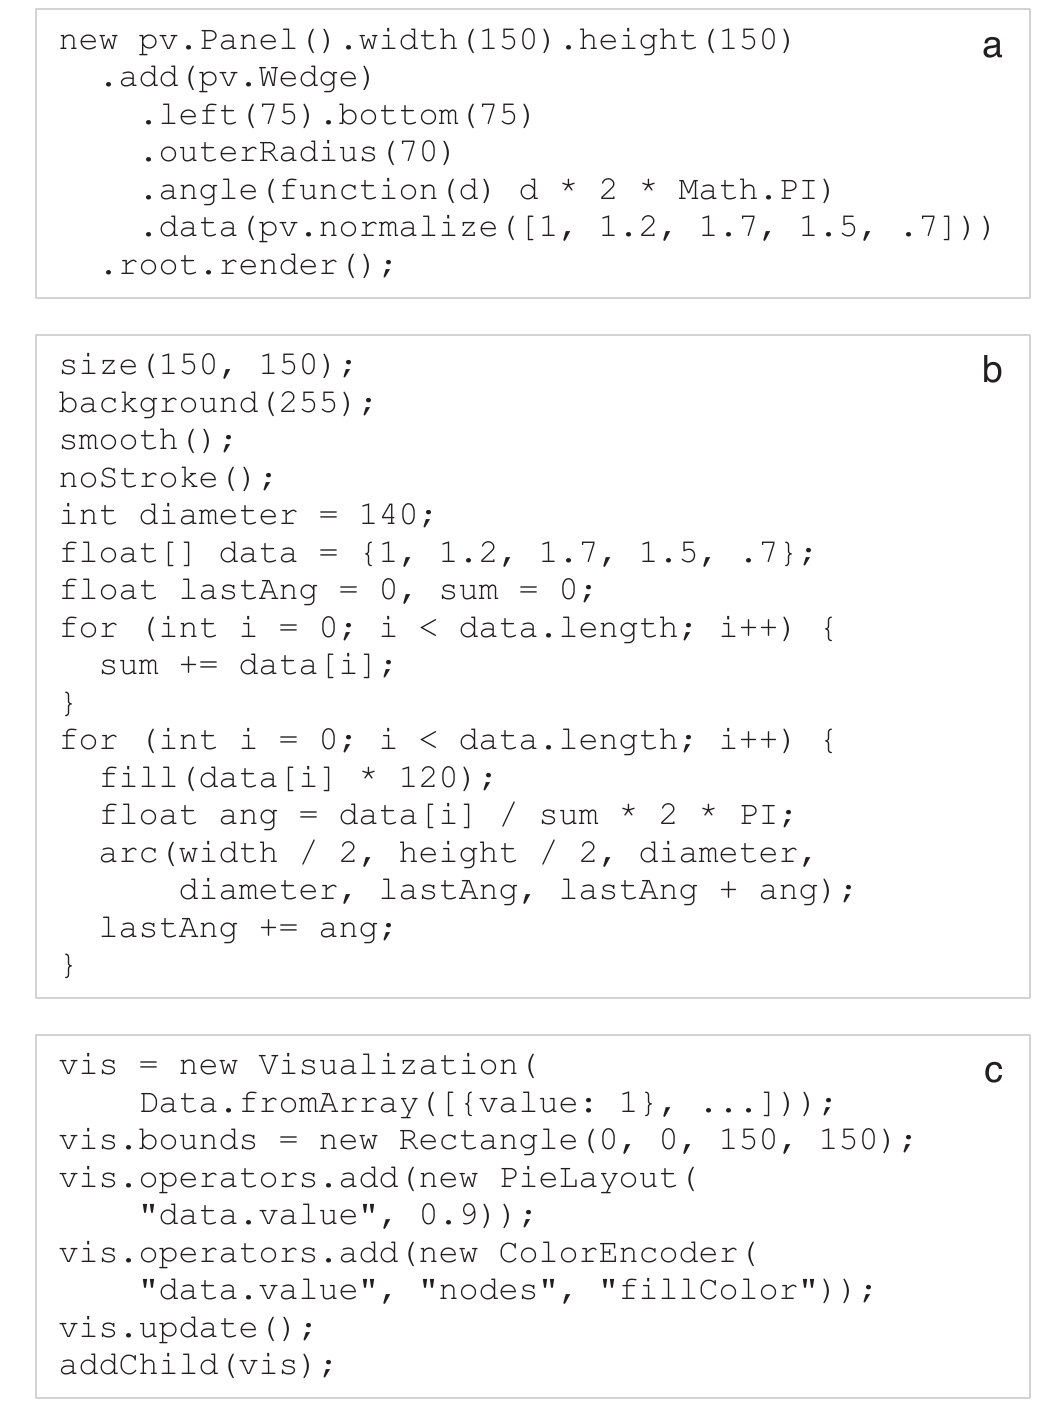 new pv.Panel().width(150).height(150)
a
  .add(pv.Wedge)
    .left(75).bottom(75)
    .outerRadius(70)
    .angle(function(d) d * 2 * Math.PI)
    .data(pv.normalize([1, 1.2, 1.7, 1.5, .7]))
  .root.render();
size(150, 150);
b
background(255);
smooth();
noStroke();
int diameter = 140;
float[] data = {1, 1.2, 1.7, 1.5, .7};
float lastAng = 0, sum = 0;
for (int i = 0; i < data.length; i++) {
  sum += data[i];
}
for (int i = 0; i < data.length; i++) {
  fill(data[i] * 120);
  float ang = data[i] / sum * 2 * PI;
  arc(width / 2, height / 2, diameter,
      diameter, lastAng, lastAng + ang);
  lastAng += ang;
}
vis = new Visualization(
c
    Data.fromArray([{value: 1}, ...]));
vis.bounds = new Rectangle(0, 0, 150, 150);
vis.operators.add(new PieLayout(
    "data.value", 0.9));
vis.operators.add(new ColorEncoder(
    "data.value", "nodes", "fillColor"));
vis.update();
addChild(vis);